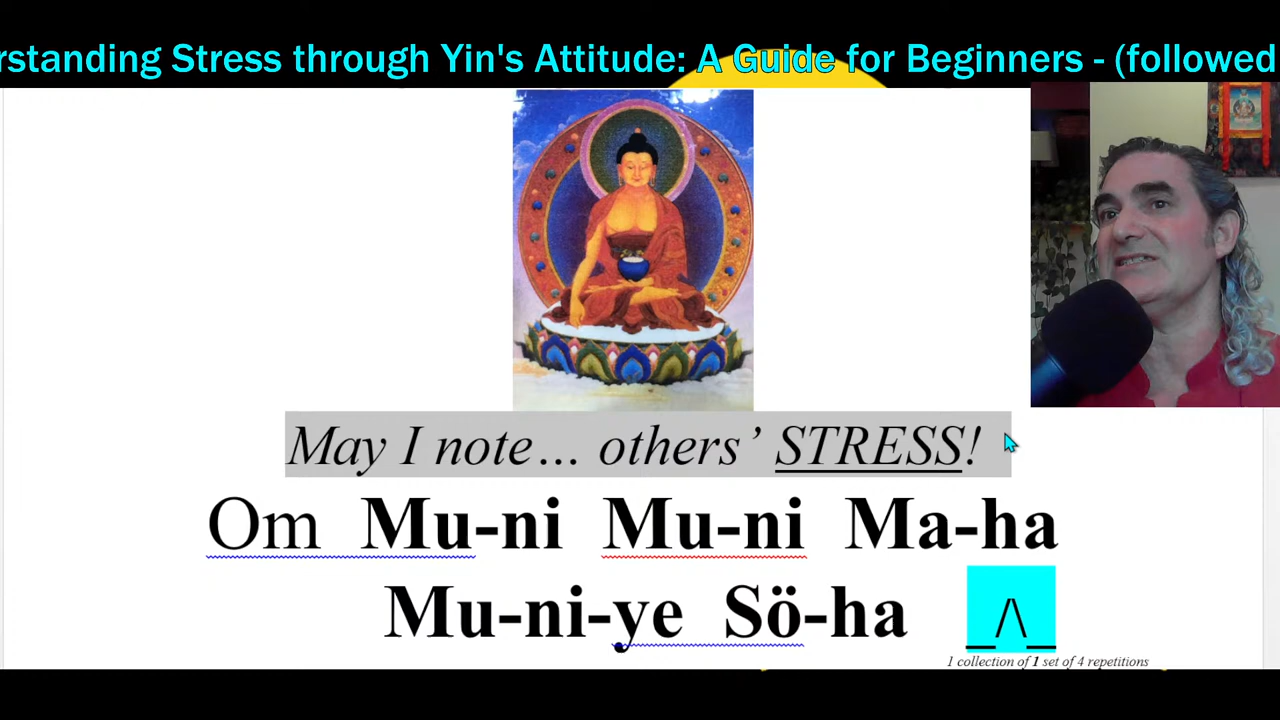 rstanding Stress through Yin's Attitude: A Guide for Beginners - (followed
May I note… others’ STRESS!
Om Mu-ni Mu-ni Ma-ha
Mu-ni-ye Sö-ha _/\_
1 collection of 1 set of 4 repetitions